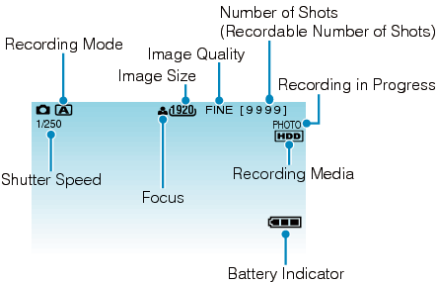 Number of Shots
(Recordable Number of Shots)
Recording Mode
Image Quality
Image Size
Recording in Progress
A 1920 FINE [9999]
1/250
PHOTO
HDD
Shutter Speed
Focus
Recording Media
Battery Indicator